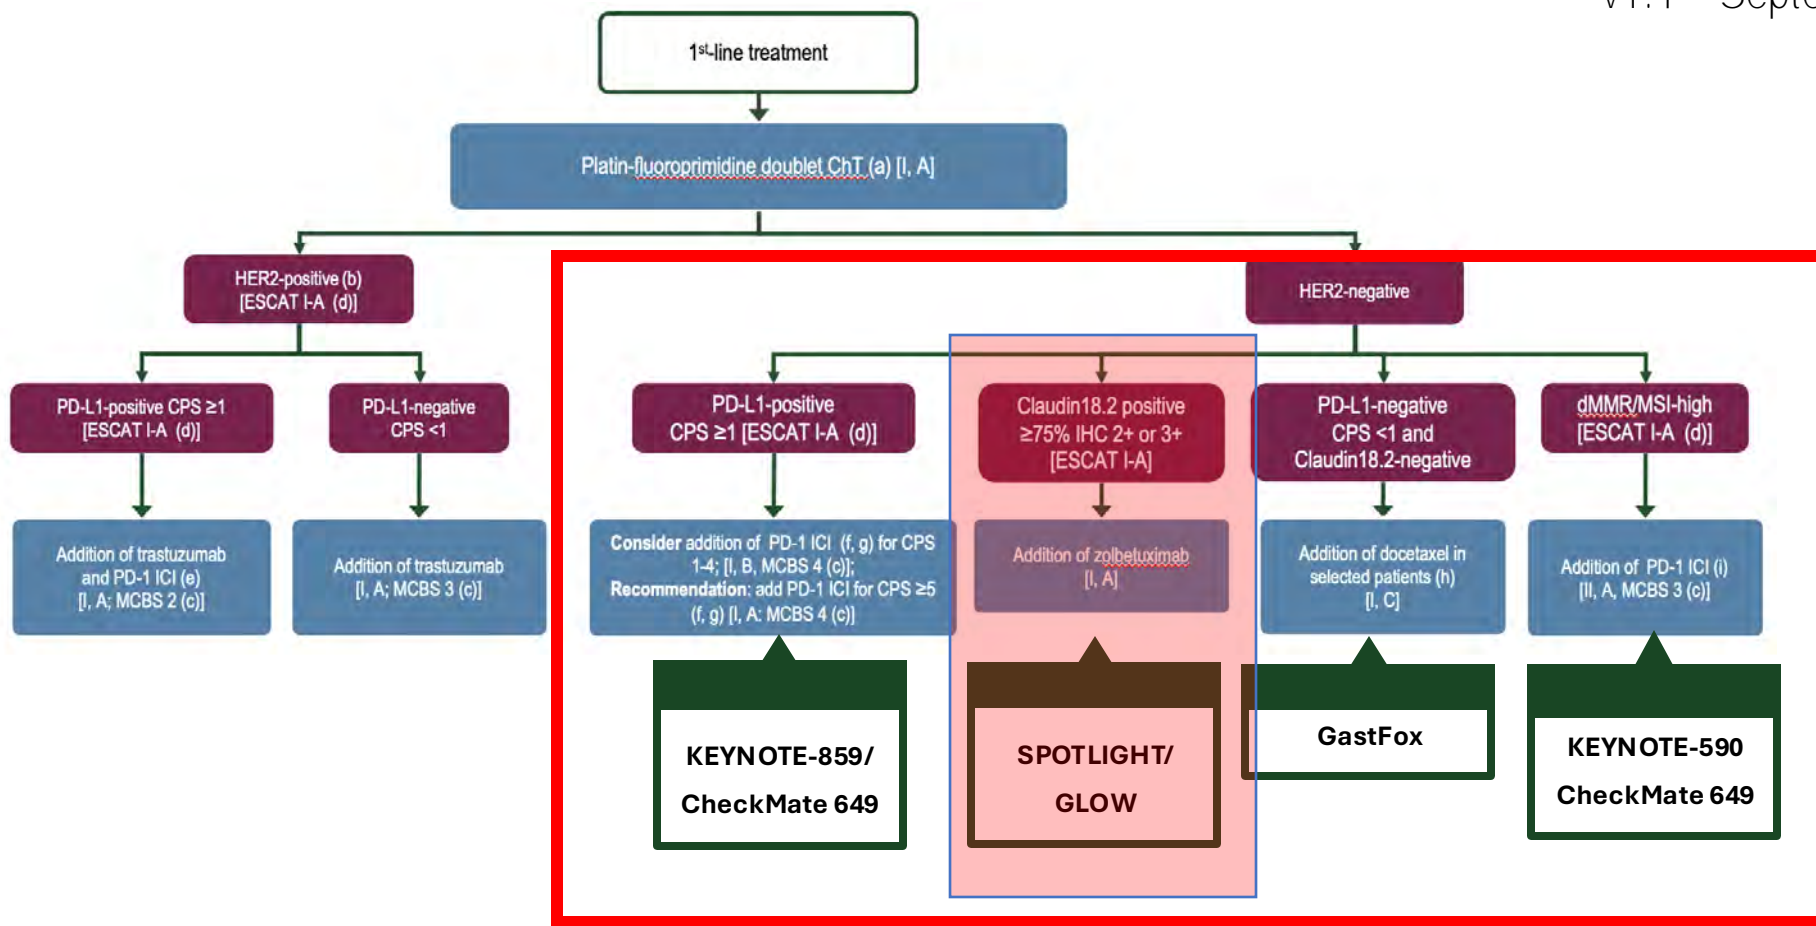 1st-line treatment
Platin-fluoroprimidine doublet ChT (a) [I, A]
HER2-positive (b)
[ESCAT I-A (d)]
HER2-negative
PD-L1-positive CPS ≥1
[ESCAT I-A (d)]
PD-L1-negative
CPS <1
PD-L1-positive
CPS ≥1 [ESCAT I-A (d)]
Claudin18.2 positive
≥75% IHC 2+ or 3+
[ESCAT I-A]
PD-L1-negative
CPS <1 and
Claudin18.2-negative
dMMR/MSI-high
[ESCAT I-A (d)]
Addition of trastuzumab
and PD-1 ICI (e)
[I, A; MCBS 2 (c)]
Addition of trastuzumab
[I, A; MCBS 3 (c)]
Consider addition of PD-1 ICI (f, g) for CPS
1-4; [I, B, MCBS 4 (c)];
Recommendation: add PD-1 ICI for CPS ≥5
(f, g) [I, A: MCBS 4 (c)]
Addition of zolbetuximab
[I, A]
Addition of docetaxel in
selected patients (h)
[I, C]
Addition of PD-1 ICI (i)
[II, A, MCBS 3 (c)]
KEYNOTE-859/
CheckMate 649
SPOTLIGHT/
GLOW
GastFox
KEYNOTE-590
CheckMate 649